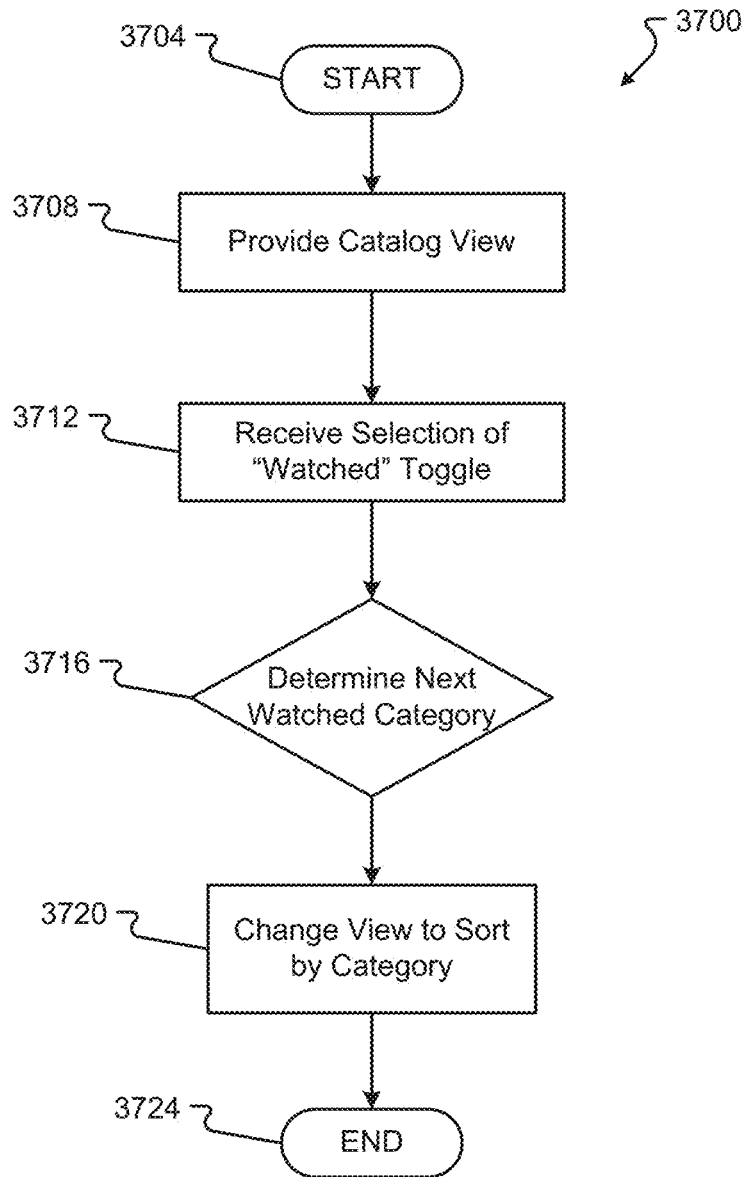 3700
3704
START
3708
Provide Catalog View
3712
Receive Selection of
“Watched” Toggle
3716
Determine Next
Watched Category
3720
Change View to Sort
by Category
3724
END